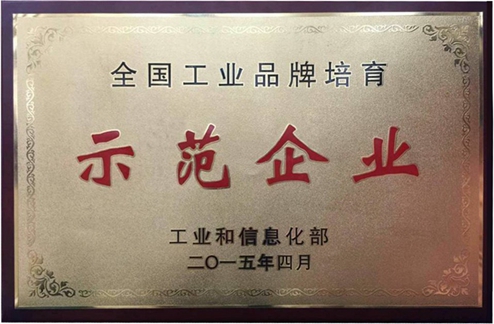 全国工业品牌培育
示范企业
工业和信息化部
二〇一五年四月